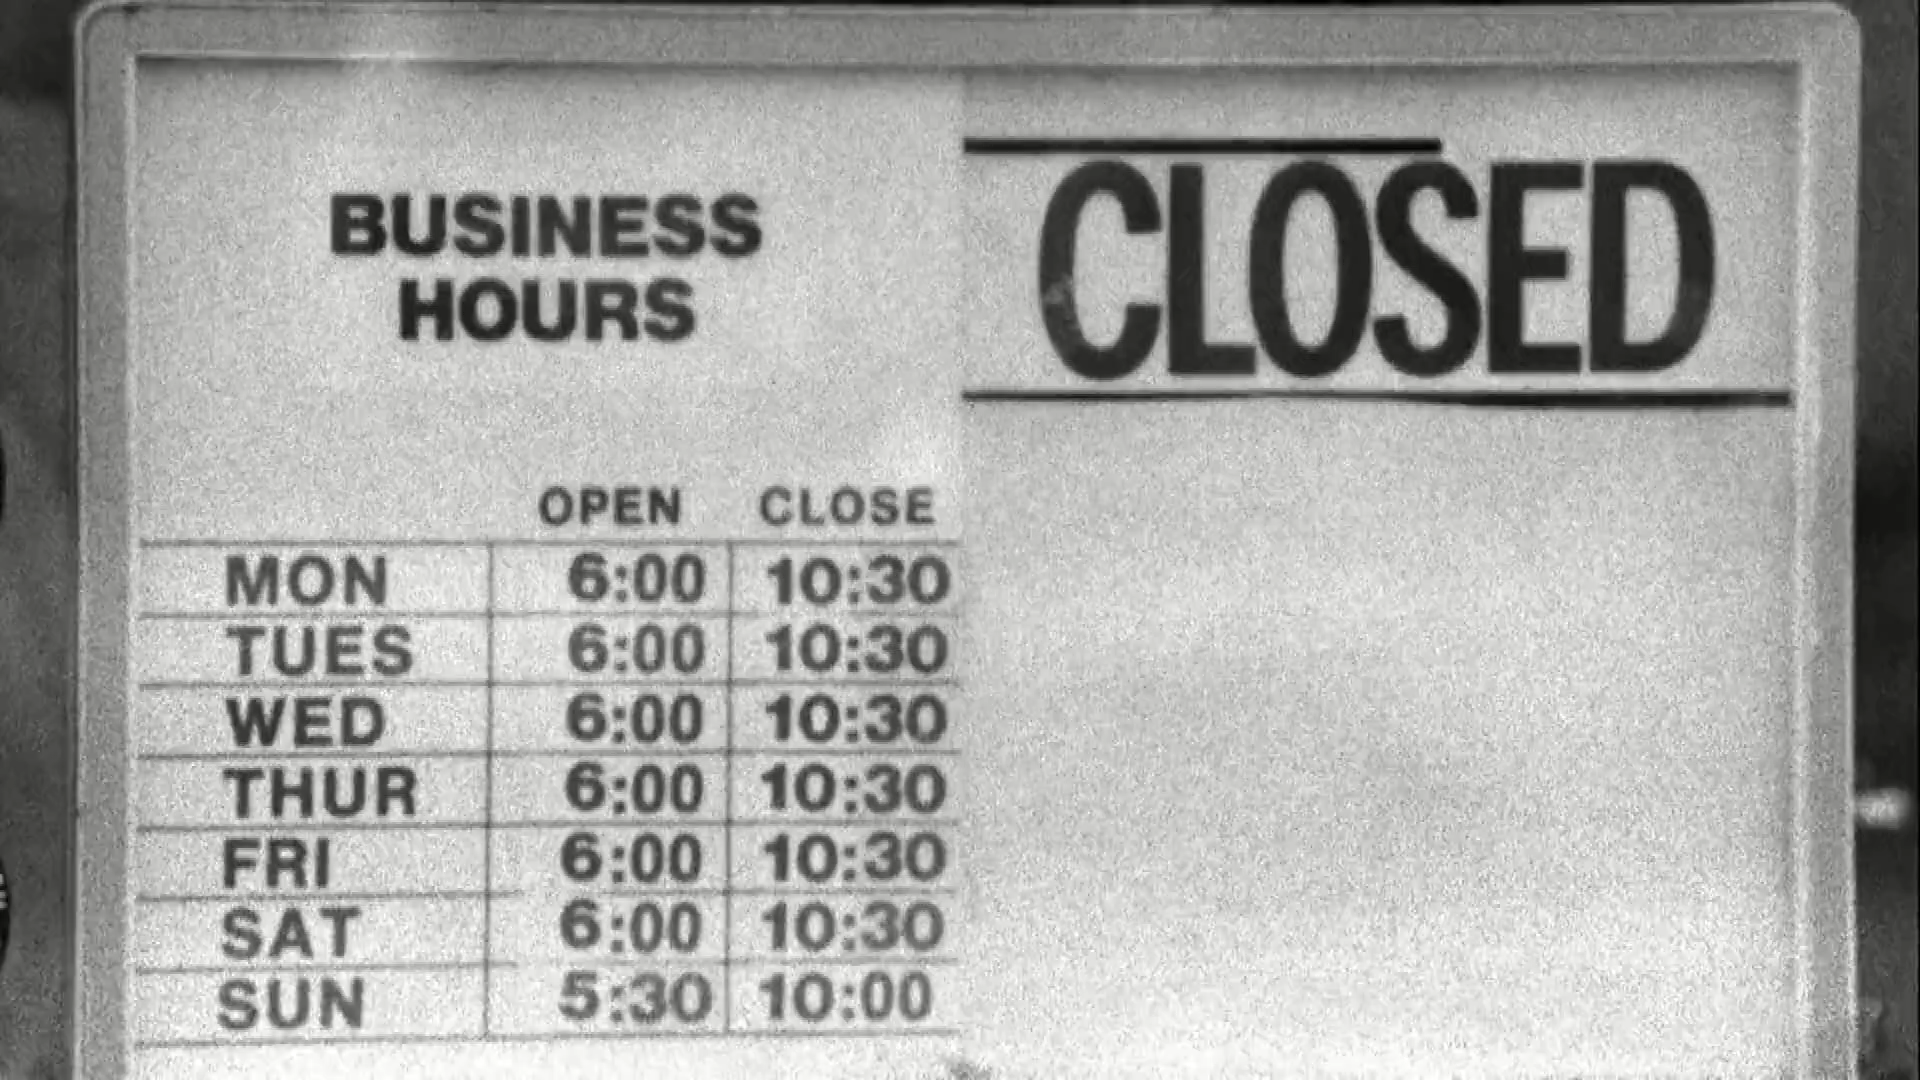 BUSINESS
HOURS
CLOSED
OPEN CLOSE
MON 6:00 10:30
TUES 6:00 10:30
WED 6:00 10:30
THUR 6:00 10:30
FRI 6:00 10:30
SAT 6:00 10:30
SUN 5:30 10:00